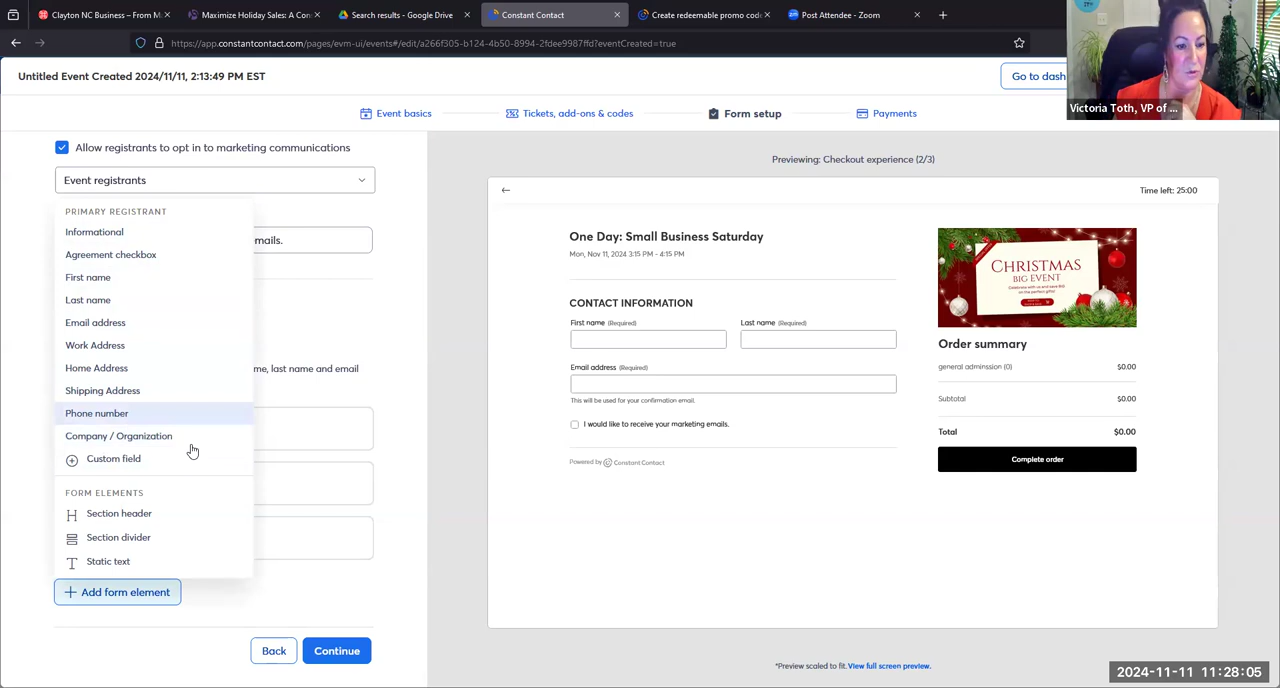 Clayton NC Business – From M
Maximize Holiday Sales: A Con
Search results - Google Drive
Constant Contact
Create redeemable promo code
Post Attendee - Zoom
https://app.constantcontact.com/pages/evm-ui/events#/edit/a266f305-b124-4b50-8994-2fdee9987ffd?eventCreated=true
Untitled Event Created 2024/11/11, 2:13:49 PM EST
Go to dash
Victoria Toth, VP of ...
Event basics
Tickets, add-ons & codes
Form setup
Payments
Allow registrants to opt in to marketing communications
Event registrants
PRIMARY REGISTRANT
Informational
Agreement checkbox
First name
Last name
Email address
Work Address
Home Address
Shipping Address
Phone number
Company / Organization
Custom field
FORM ELEMENTS
Section header
Section divider
Static text
Add form element
Back
Continue
mails.
me, last name and email
Previewing: Checkout experience (2/3)
Time left: 25:00
One Day: Small Business Saturday
Mon, Nov 11, 2024 3:15 PM - 4:15 PM
CONTACT INFORMATION
First name (Required)
Last name (Required)
Email address (Required)
This will be used for your confirmation email.
I would like to receive your marketing emails.
Powered by Constant Contact
CHRISTMAS
BIG EVENT
Order summary
general adminssion (0) $0.00
Subtotal $0.00
Total $0.00
Complete order
*Preview scaled to fit. View full screen preview.
2024-11-11 11:28:05